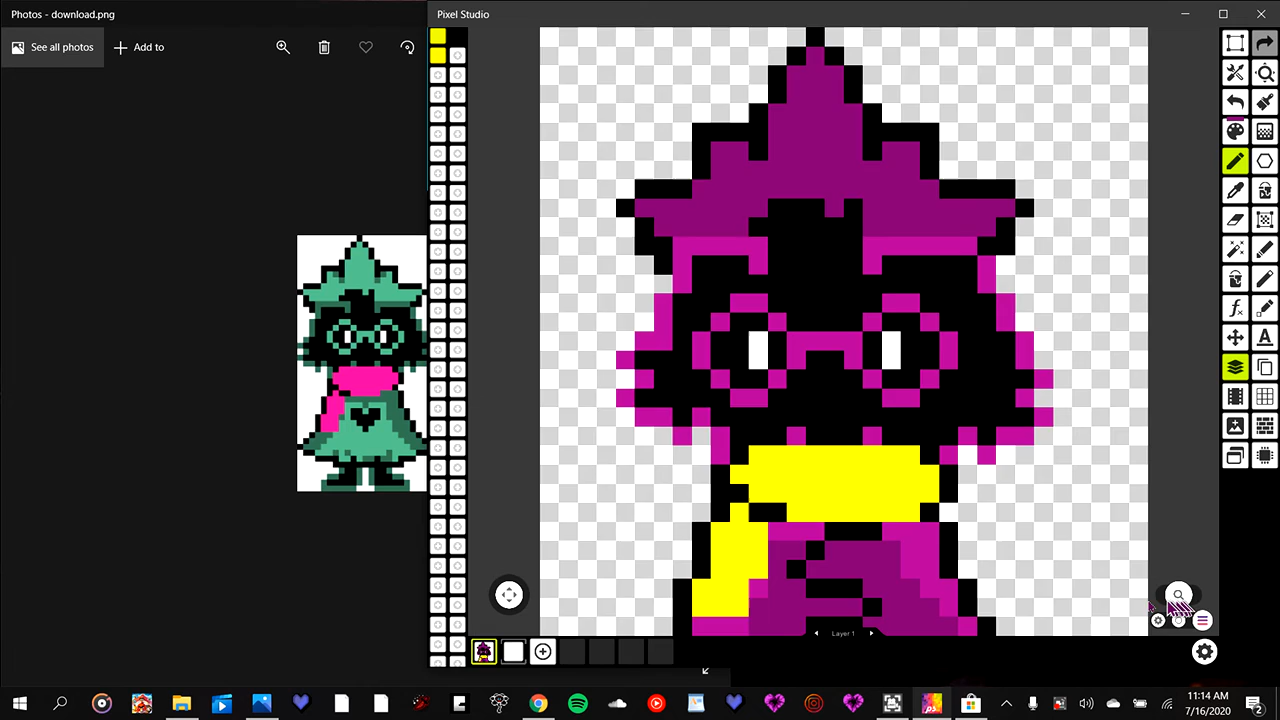 Photos - download.png
Pixel Studio
See all photos
Add to
Layer 1
11:14 AM
7/16/2020